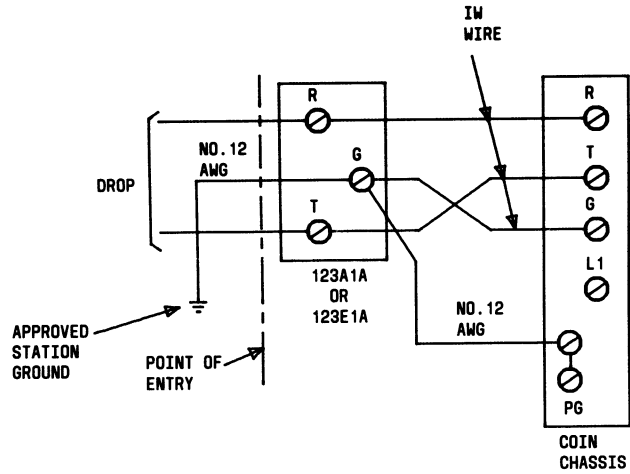 IW
WIRE
R
R
NO.12
AWG
G
T
DROP
T
G
123A1A
OR
123E1A
L1
NO.12
AWG
APPROVED
STATION
GROUND
POINT OF
ENTRY
PG
COIN
CHASSIS